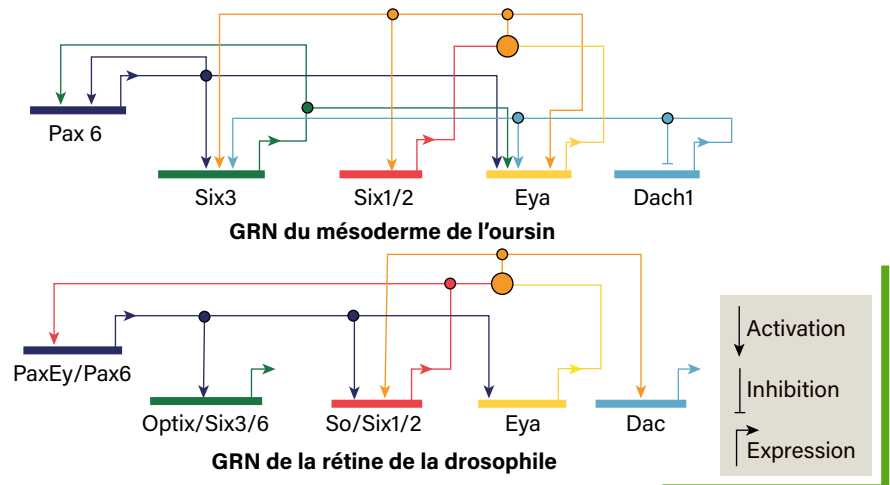 Pax 6
Six3
Six1/2
Eya
Dach1
GRN du mésoderme de l'oursin
PaxEy/Pax6
Optix/Six3/6
So/Six1/2
Eya
Dac
GRN de la rétine de la drosophile
Activation
Inhibition
Expression